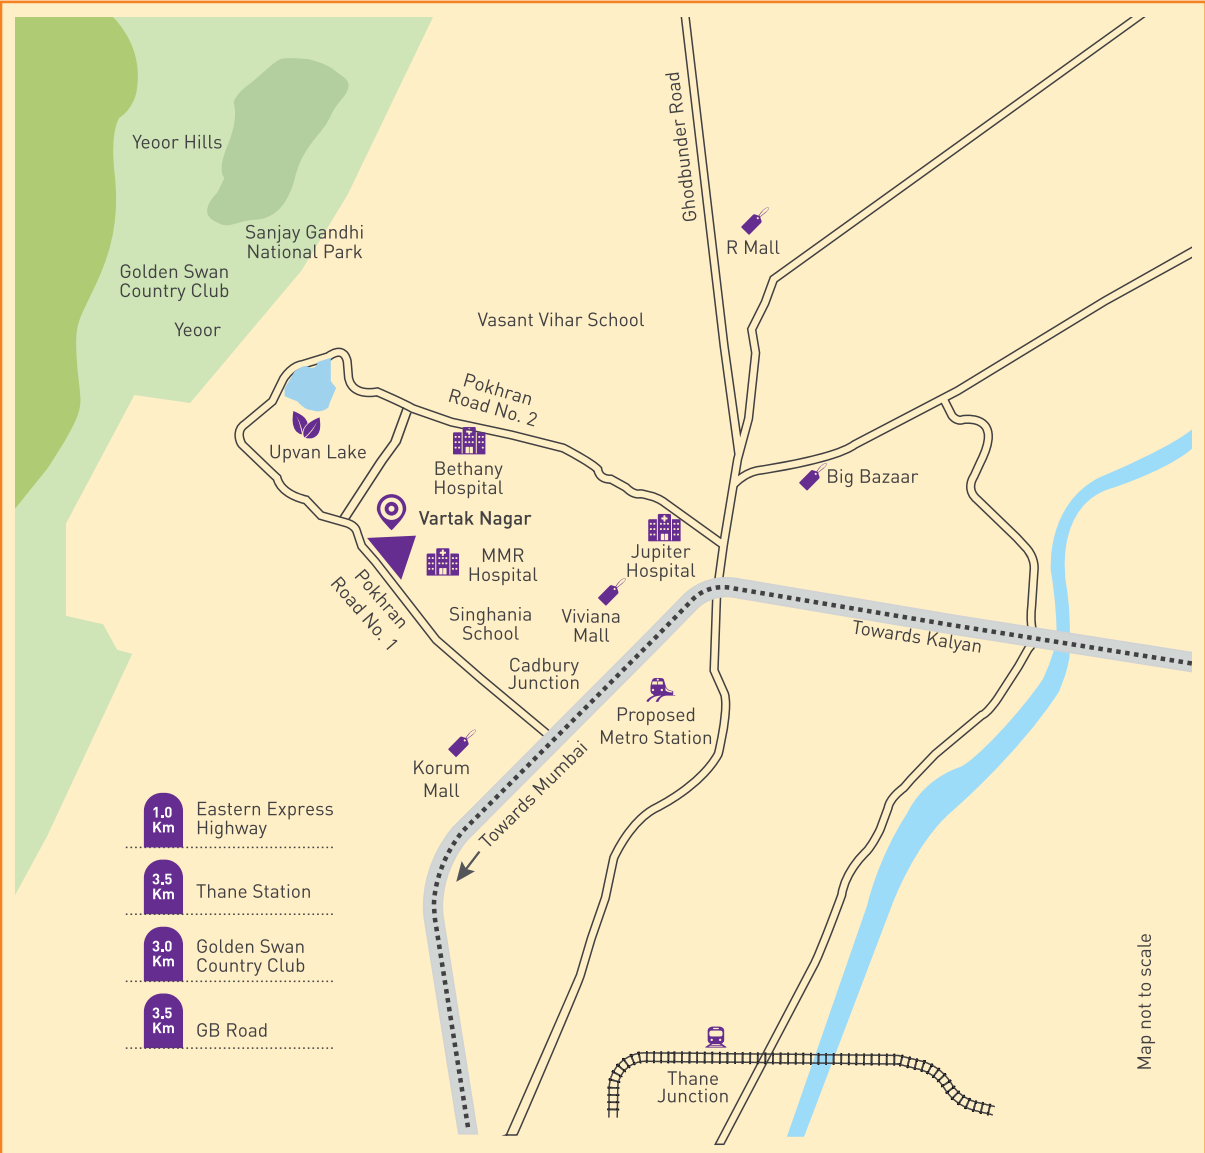 Ghodbunder Road
Yeoor Hills
Sanjay Gandhi
National Park
R Mall
Golden Swan
Country Club
Yeoor
Vasant Vihar School
Pokhran
Road No. 2
Upvan Lake
Bethany
Hospital
Big Bazaar
Vartak Nagar
MMR
Hospital
Jupiter
Hospital
Pokhran
Road No. 1
Singhania
School
Viviana
Mall
Towards Kalyan
Cadbury
Junction
Proposed
Metro Station
Korum
Mall
Towards Mumbai
1.0
Km
Eastern Express
Highway
3.5
Km
Thane Station
3.0
Km
Golden Swan
Country Club
3.5
Km
GB Road
Thane
Junction
Map not to scale